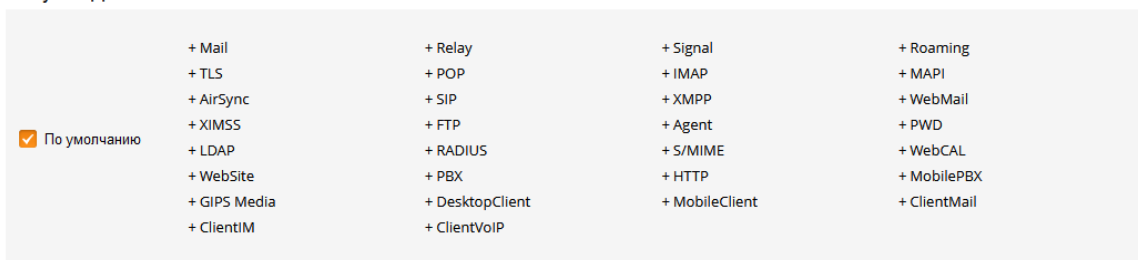 + Mail + Relay + Signal + Roaming
+ TLS + POP + IMAP + MAPI
+ AirSync + SIP + XMPP + WebMail
+ XIMSS + FTP + Agent + PWD
По умолчанию
+ LDAP + RADIUS + S/MIME + WebCAL
+ WebSite + PBX + HTTP + MobilePBX
+ GIPS Media + DesktopClient + MobileClient + ClientMail
+ ClientIM + ClientVoIP